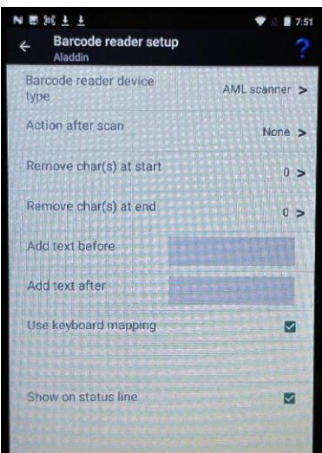 7:51
Barcode reader setup
Aladdin
?
Barcode reader device
type
AML scanner >
Action after scan
None >
Remove char(s) at start
0 >
Remove char(s) at end
0 >
Add text before
Add text after
Use keyboard mapping
Show on status line